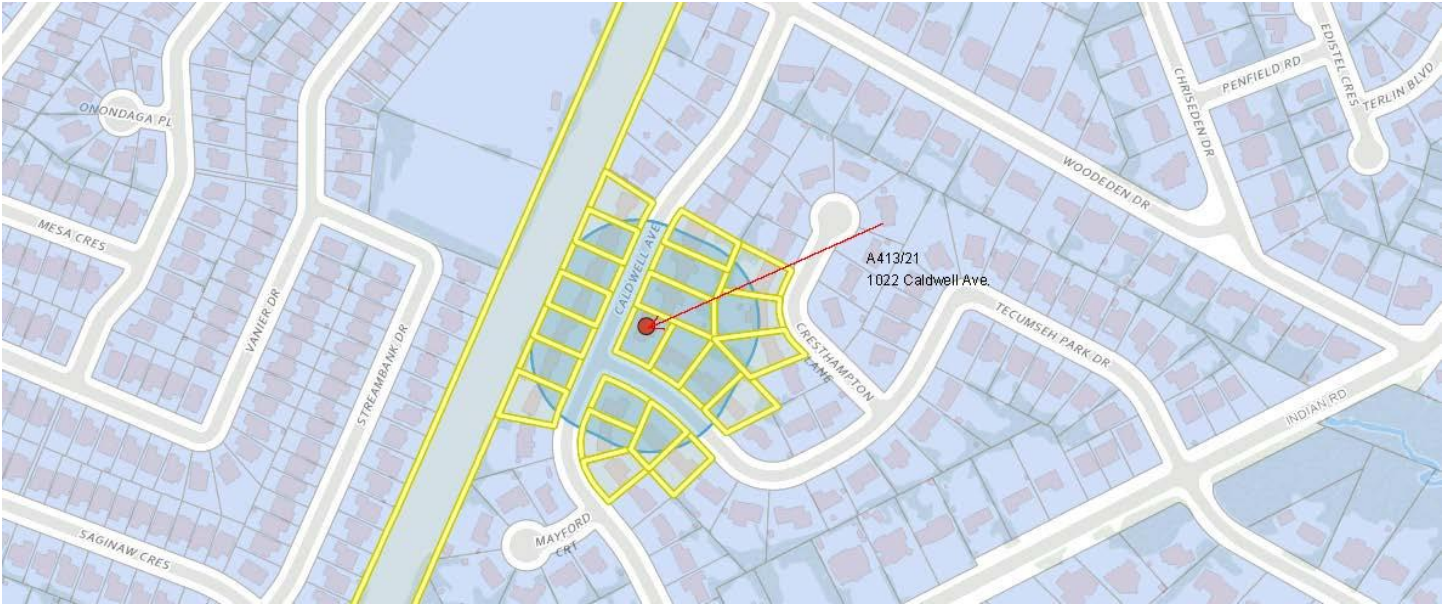 ONONDAGA PL
MESA CRES
VANIER DR
STREAMBANK DR
SAGINAW CRES
CALDWELL AVE
A413/21
1022 Caldwell Ave.
CRESTHAMPTON
LANE
MAYFORD
CRT
TECUMSEH PARK DR
WOODEDEN DR
CHRISEDEN DR
PENFIELD RD
EDISTEL CRES
TERLIN BLVD
INDIAN RD